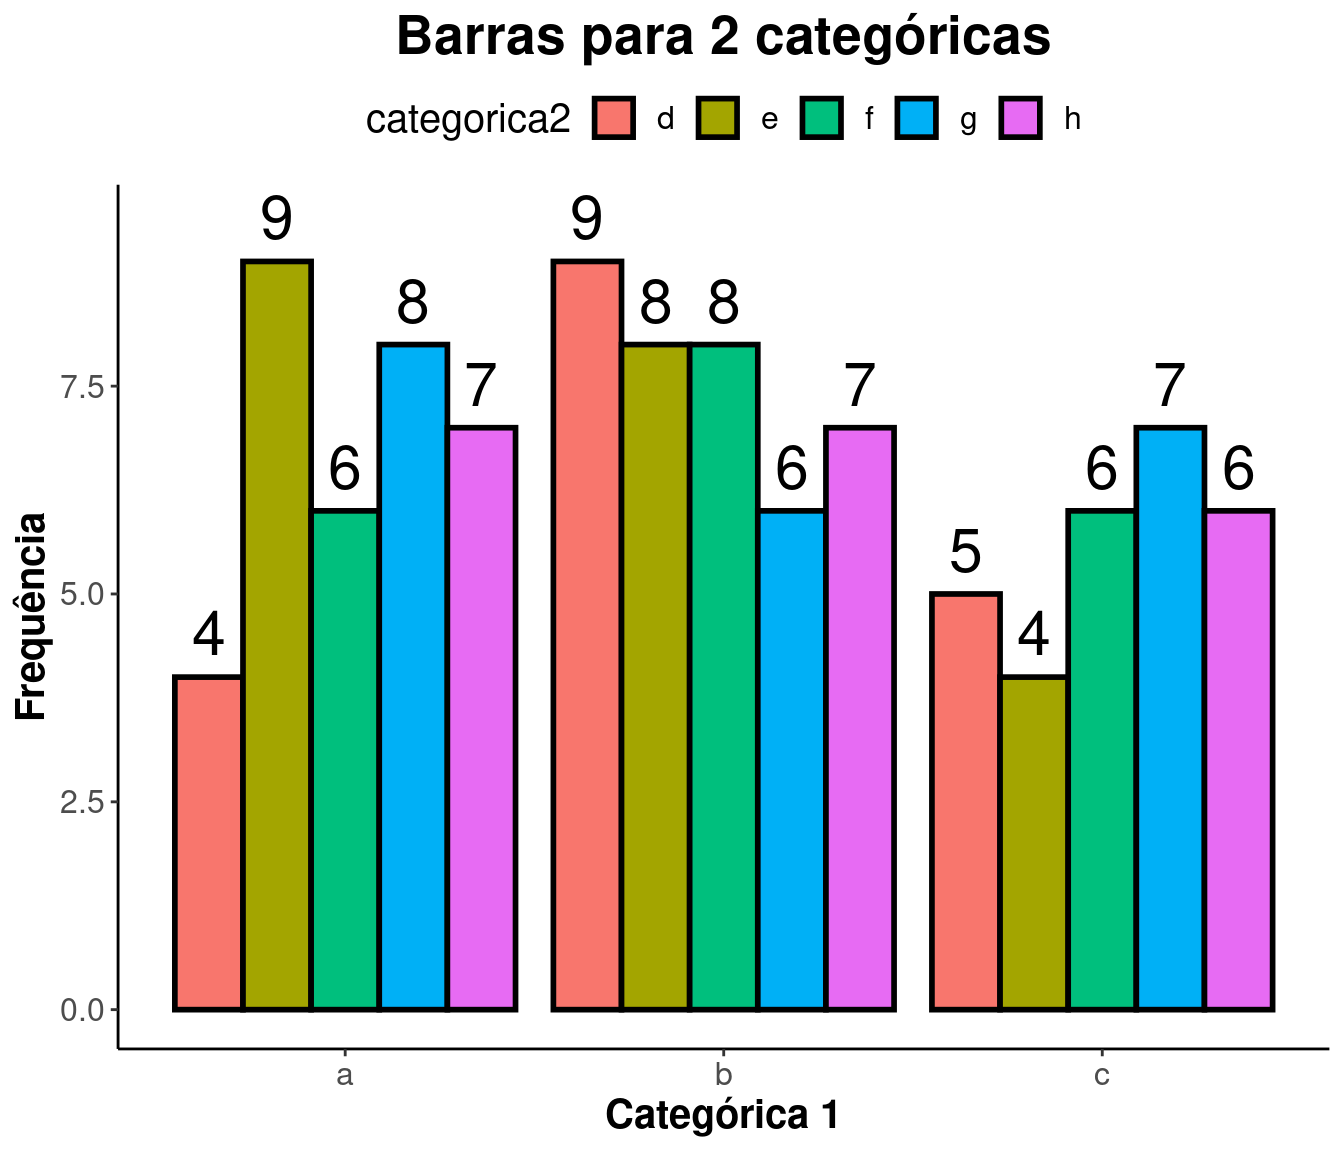 Barras para 2 categóricas
categorica2 d e f g h
9 9
8 8 8
7 7 7
7.5
6 6 6 6
5
5.0
4 4
2.5
0.0
Frequência
a b c
Categórica 1